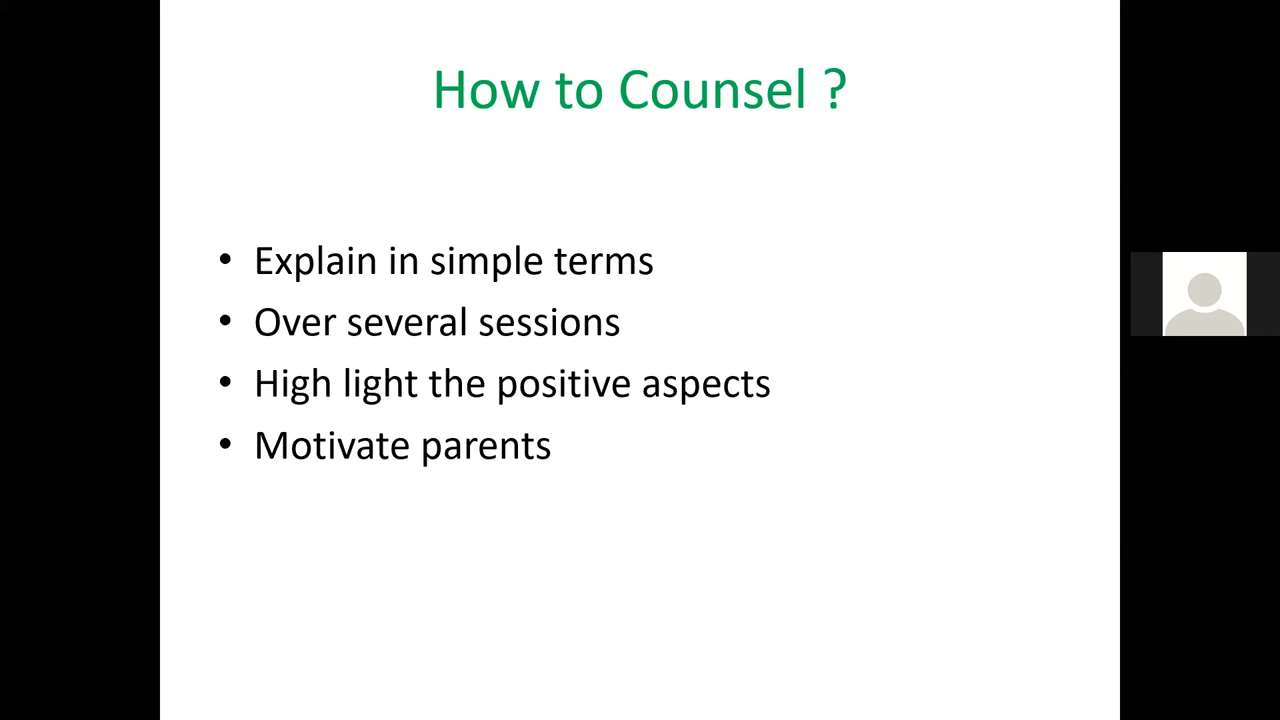 How to Counsel ?
• Explain in simple terms
• Over several sessions
• High light the positive aspects
• Motivate parents